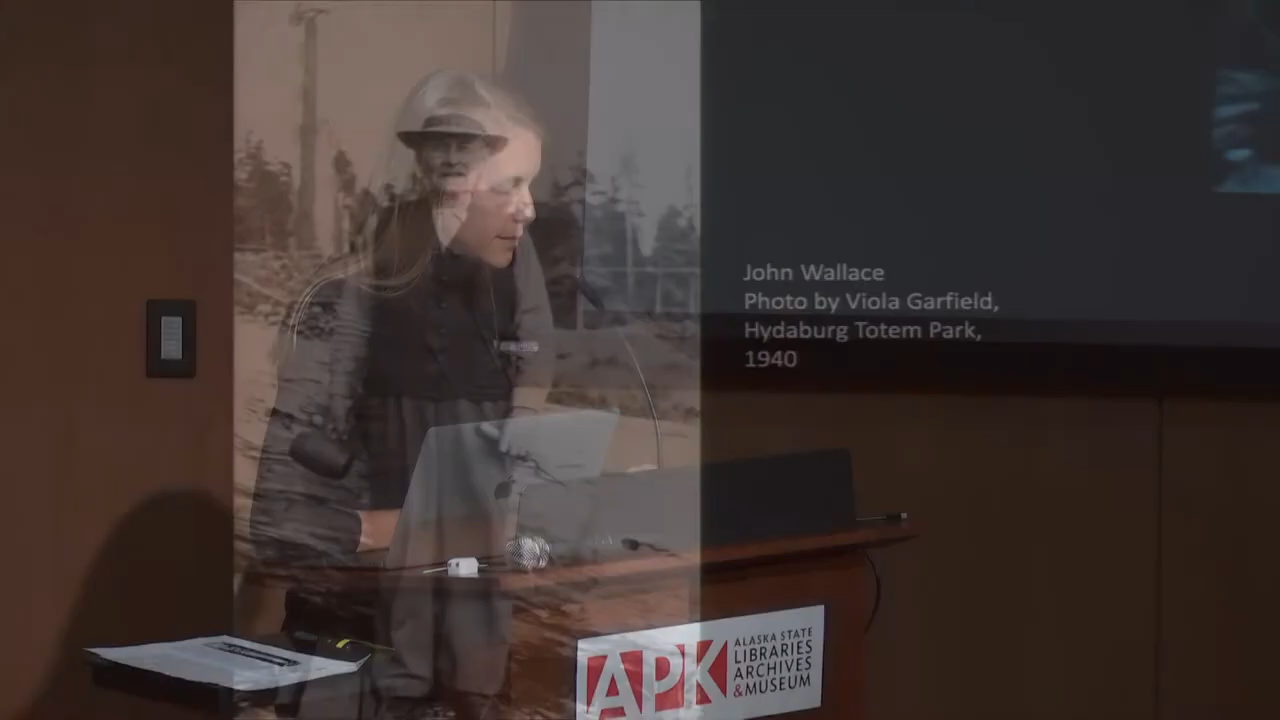 John Wallace
Photo by Viola Garfield,
Hydaburg Totem Park,
1940
APK
ALASKA STATE
LIBRARIES
ARCHIVES
&MUSEUM